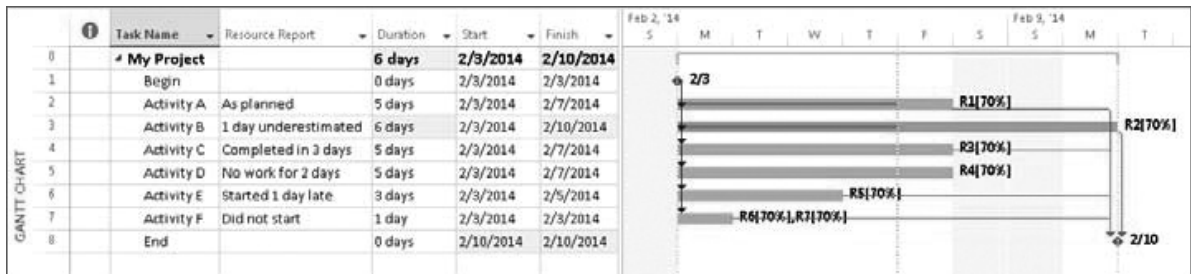 Feb 2, '14 Feb 9, '14
Task Name Resource Report Duration Start Finish S M T W T F S S M T
0 My Project 6 days 2/3/2014 2/10/2014
1 Begin 0 days 2/3/2014 2/3/2014 2/3
2 Activity A As planned 5 days 2/3/2014 2/7/2014 R1[70%]
3 Activity B 1 day underestimated 6 days 2/3/2014 2/10/2014 R2[70%]
4 Activity C Completed in 3 days 5 days 2/3/2014 2/7/2014 R3[70%]
5 Activity D No work for 2 days 5 days 2/3/2014 2/7/2014 R4[70%]
6 Activity E Started 1 day late 3 days 2/3/2014 2/5/2014 R5[70%]
7 Activity F Did not start 1 day 2/3/2014 2/3/2014 R6[70%],R7[70%]
8 End 0 days 2/10/2014 2/10/2014 2/10
GANTT CHART